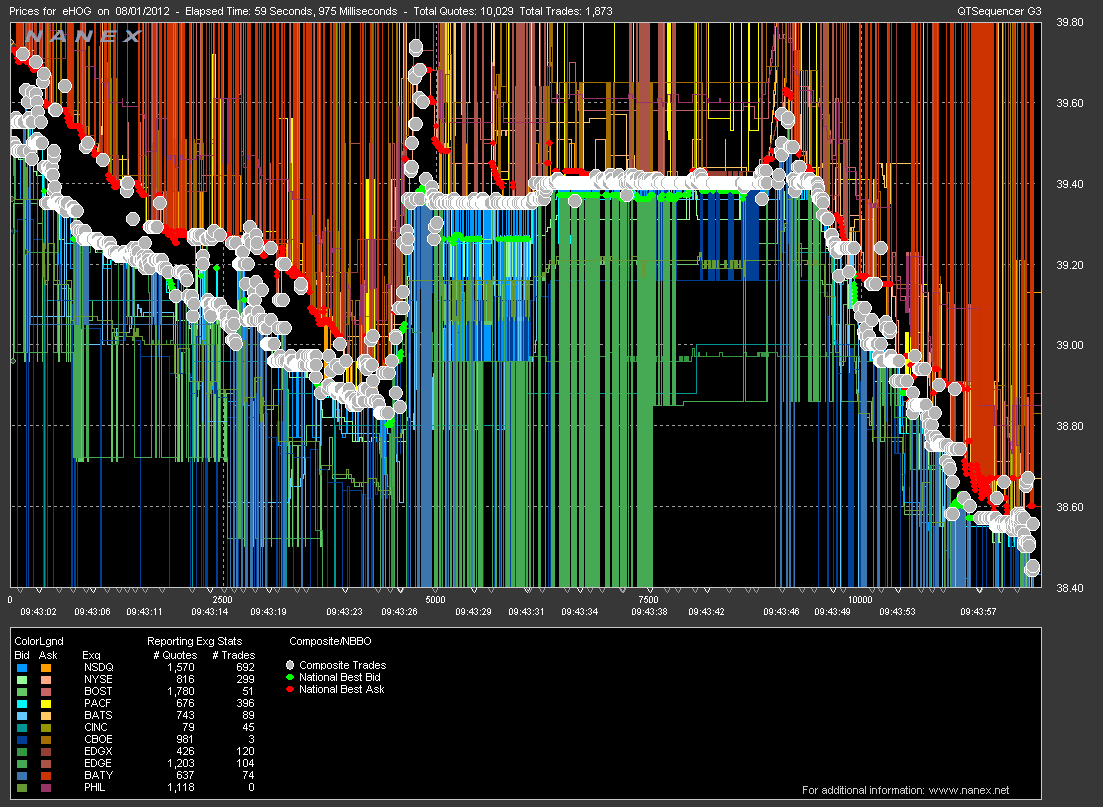 Prices for eHOG on 08/01/2012 - Elapsed Time: 59 Seconds, 975 Milliseconds - Total Quotes: 10,029 Total Trades: 1,873 QTSequencer G3
NANEX
39.80
39.60
39.40
39.20
39.00
38.80
38.60
38.40
0 2500 5000 7500 10000
09:43:02 09:43:06 09:43:11 09:43:14 09:43:19 09:43:23 09:43:26 09:43:29 09:43:31 09:43:34 09:43:38 09:43:42 09:43:46 09:43:49 09:43:53 09:43:57
ColorLgnd Reporting Exg Stats Composite/NBBO
Bid Ask Exq # Quotes # Trades
NSDQ 1,570 692
NYSE 816 299
BOST 1,780 51
PACF 676 396
BATS 743 89
CINC 79 45
CBOE 981 3
EDGX 426 120
EDGE 1,203 104
BATY 637 74
PHIL 1,118 0
Composite Trades
National Best Bid
National Best Ask
For additional information: www.nanex.net